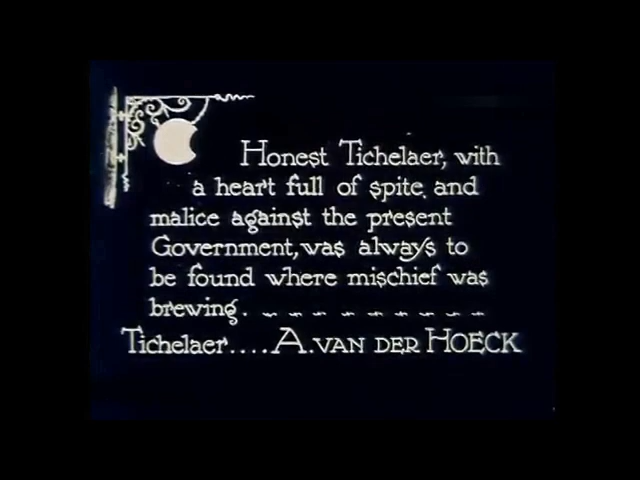 Honest Tichelaer, with
a heart full of spite and
malice against the present
Government, was always to
be found where mischief was
brewing.
Tichelaer.... A. VAN DER HOECK